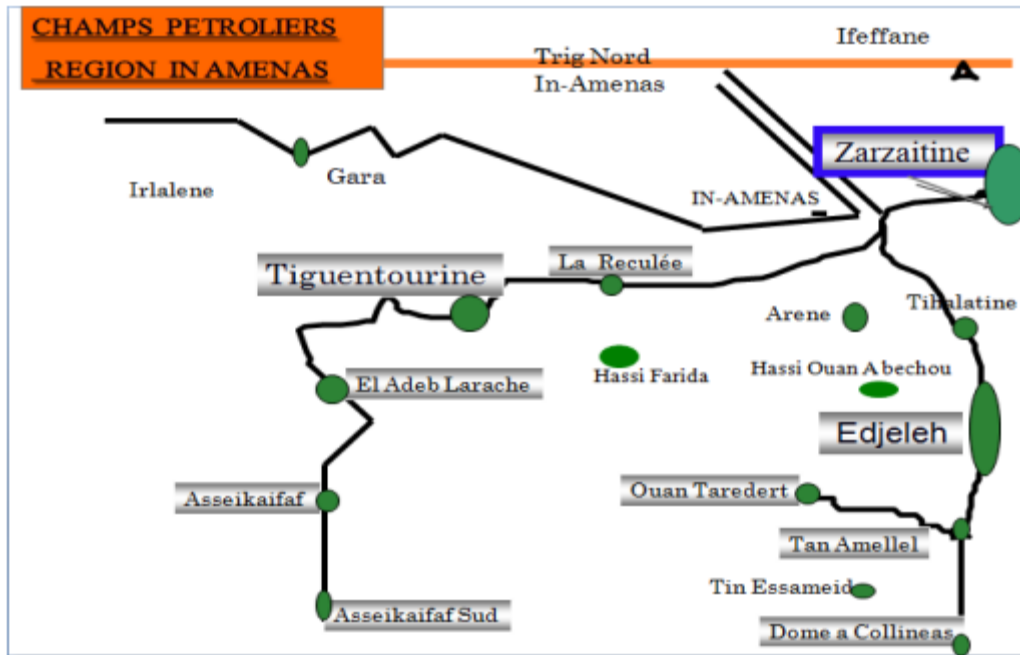 CHAMPS PETROLIERS
REGION IN AMENAS
Ifeffane
Trig Nord
In-Amenas
Zarzaitine
Gara
Irlalene
IN-AMENAS
La Reculée
Tiguentourine
Arene
Tihalatine
Hassi Farida
Hassi Ouan Abechou
El Adeb Larache
Edjeleh
Asseikaifaf
Ouan Taredert
Tan Amellel
Tin Essameid
Asseikaifaf Sud
Dome a Collineas